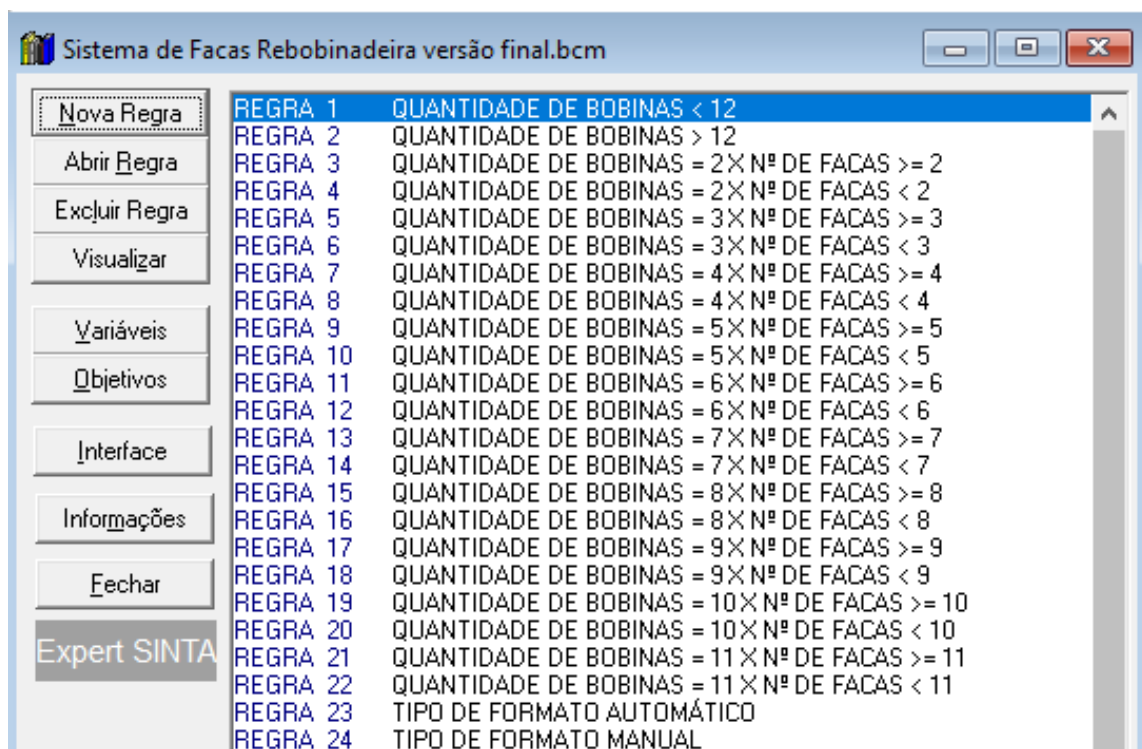 Sistema de Facas Rebobinadeira versão final.bcm
Nova Regra
Abrir Regra
Excluir Regra
Visualizar
Variáveis
Objetivos
Interface
Informações
Fechar
Expert SINTA
REGRA 1 QUANTIDADE DE BOBINAS < 12
REGRA 2 QUANTIDADE DE BOBINAS > 12
REGRA 3 QUANTIDADE DE BOBINAS = 2 X Nº DE FACAS >= 2
REGRA 4 QUANTIDADE DE BOBINAS = 2 X Nº DE FACAS < 2
REGRA 5 QUANTIDADE DE BOBINAS = 3 X Nº DE FACAS >= 3
REGRA 6 QUANTIDADE DE BOBINAS = 3 X Nº DE FACAS < 3
REGRA 7 QUANTIDADE DE BOBINAS = 4 X Nº DE FACAS >= 4
REGRA 8 QUANTIDADE DE BOBINAS = 4 X Nº DE FACAS < 4
REGRA 9 QUANTIDADE DE BOBINAS = 5 X Nº DE FACAS >= 5
REGRA 10 QUANTIDADE DE BOBINAS = 5 X Nº DE FACAS < 5
REGRA 11 QUANTIDADE DE BOBINAS = 6 X Nº DE FACAS >= 6
REGRA 12 QUANTIDADE DE BOBINAS = 6 X Nº DE FACAS < 6
REGRA 13 QUANTIDADE DE BOBINAS = 7 X Nº DE FACAS >= 7
REGRA 14 QUANTIDADE DE BOBINAS = 7 X Nº DE FACAS < 7
REGRA 15 QUANTIDADE DE BOBINAS = 8 X Nº DE FACAS >= 8
REGRA 16 QUANTIDADE DE BOBINAS = 8 X Nº DE FACAS < 8
REGRA 17 QUANTIDADE DE BOBINAS = 9 X Nº DE FACAS >= 9
REGRA 18 QUANTIDADE DE BOBINAS = 9 X Nº DE FACAS < 9
REGRA 19 QUANTIDADE DE BOBINAS = 10 X Nº DE FACAS >= 10
REGRA 20 QUANTIDADE DE BOBINAS = 10 X Nº DE FACAS < 10
REGRA 21 QUANTIDADE DE BOBINAS = 11 X Nº DE FACAS >= 11
REGRA 22 QUANTIDADE DE BOBINAS = 11 X Nº DE FACAS < 11
REGRA 23 TIPO DE FORMATO AUTOMÁTICO
REGRA 24 TIPO DE FORMATO MANUAL